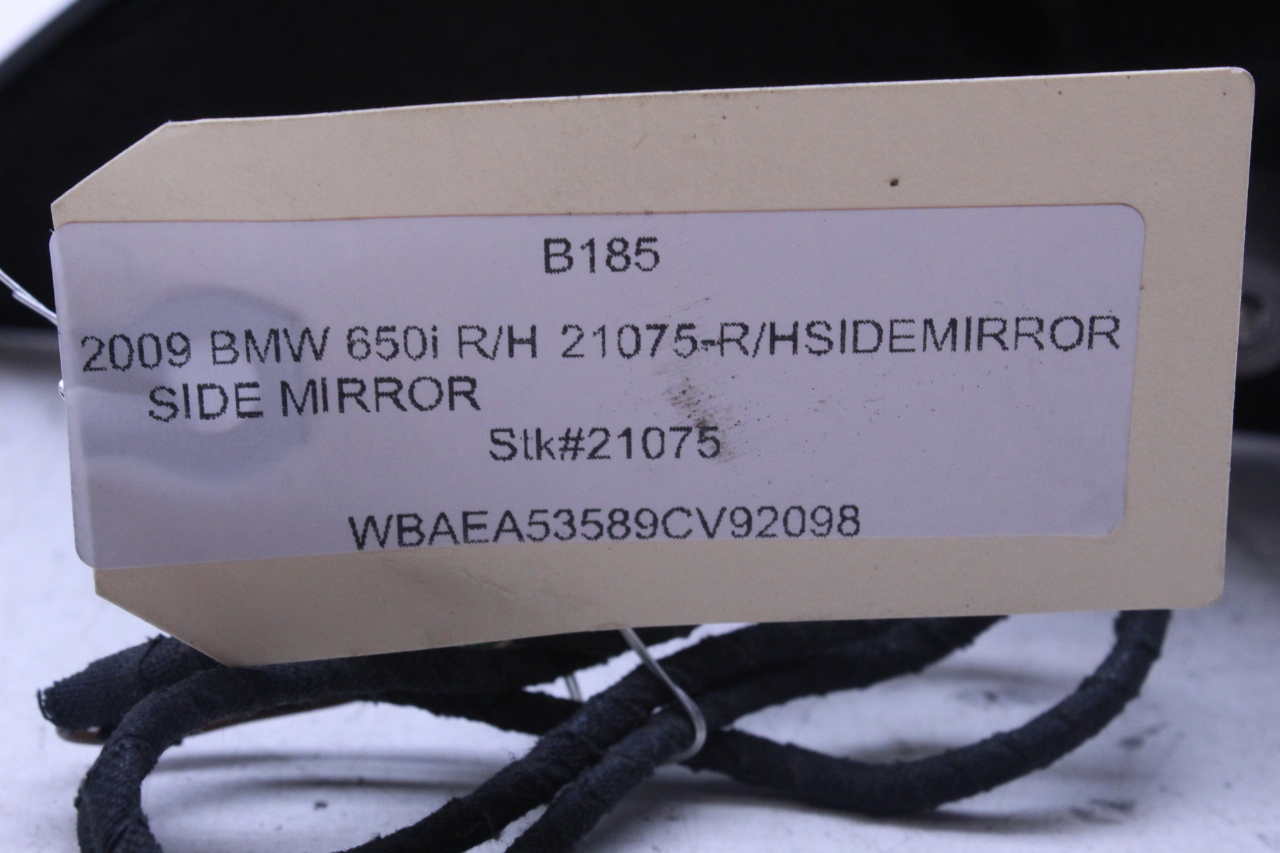 B185
2009 BMW 650i R/H 21075-R/HSIDEMIRROR
SIDE MIRROR
Stk#21075
WBAEA53589CV92098